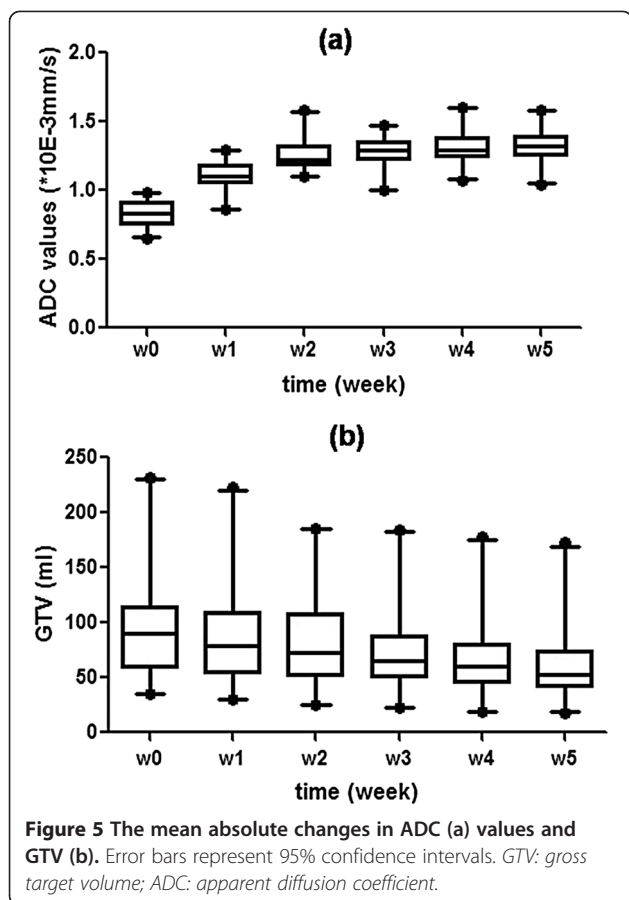 (a)
ADC values (*10E-3mm/s)
2.0
1.5
1.0
0.5
0.0
w0 w1 w2 w3 w4 w5
time (week)
(b)
GTV (ml)
250
200
150
100
50
0
w0 w1 w2 w3 w4 w5
time (week)
Figure 5 The mean absolute changes in ADC (a) values and
GTV (b). Error bars represent 95% confidence intervals. GTV: gross
target volume; ADC: apparent diffusion coefficient.